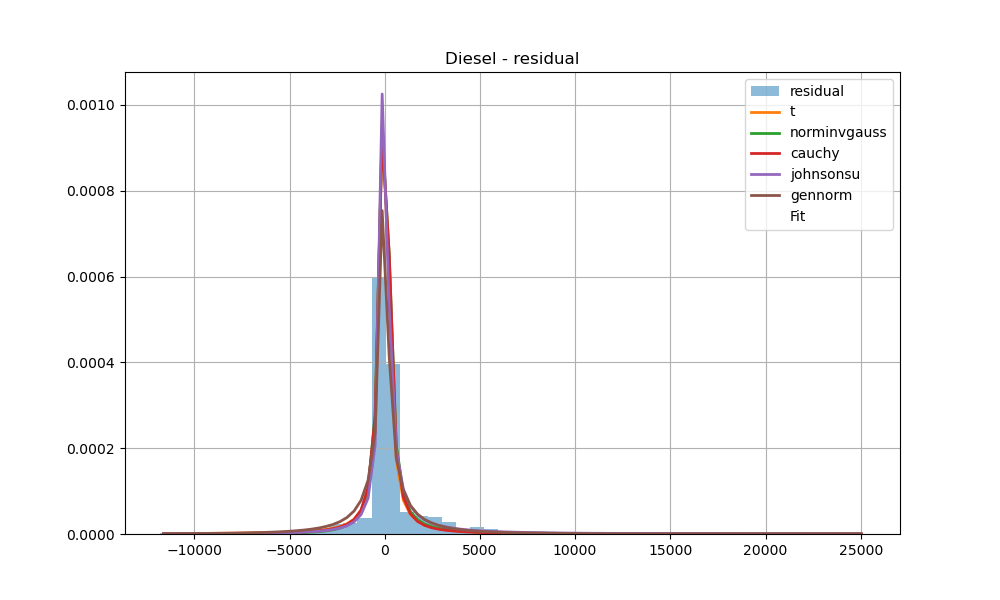 Diesel - residual
0.0010
0.0008
0.0006
0.0004
0.0002
0.0000
−10000
−5000
0
5000
10000
15000
20000
25000
residual
t
norminvgauss
cauchy
johnsonsu
gennorm
Fit